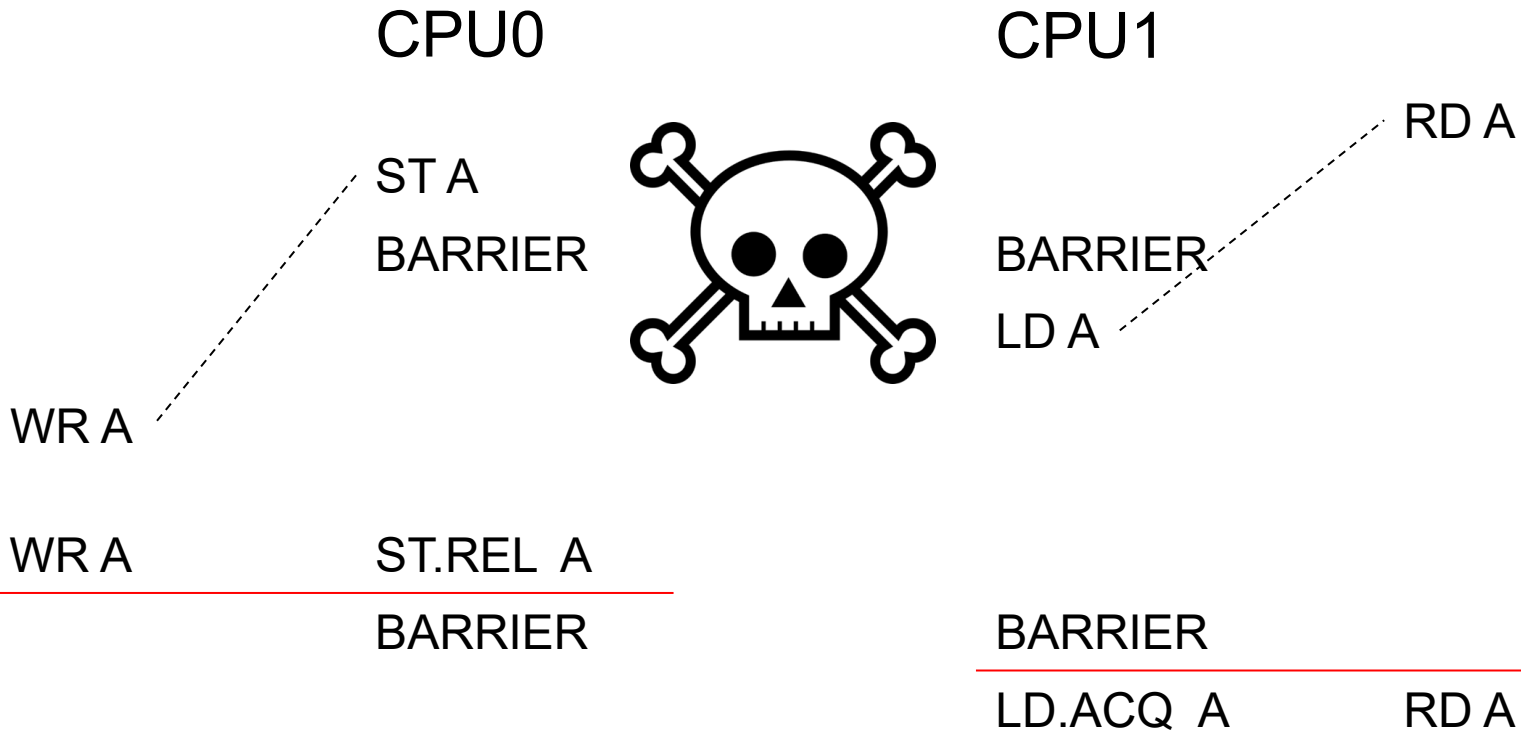 CPU0 CPU1
RD A
ST A
BARRIER BARRIER
LD A
WR A
WR A ST.REL A
BARRIER BARRIER
LD.ACQ A RD A